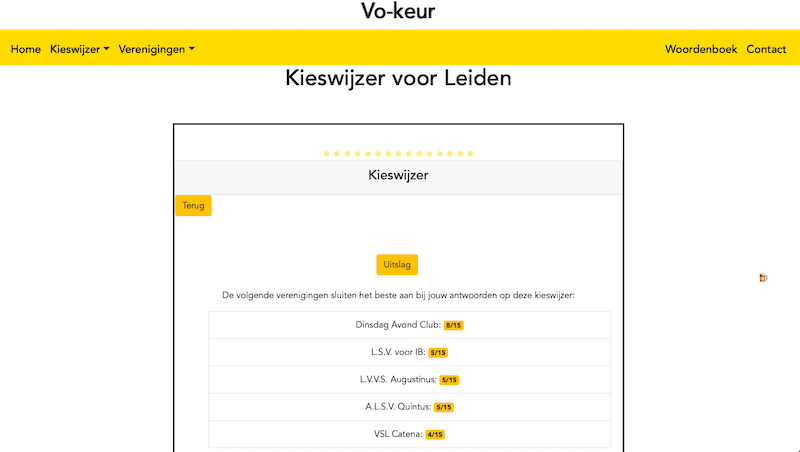 Vo-keur
Home Kieswijzer Verenigingen Woordenboek Contact
Kieswijzer voor Leiden
Kieswijzer
Terug
Uitslag
De volgende verenigingen sluiten het beste aan bij jouw antwoorden op deze kieswijzer:
Dinsdag Avond Club: 8/15
L.S.V. voor IB: 5/15
L.V.V.S. Augustinus: 5/15
A.L.S.V. Quintus: 5/15
VSL Catena: 4/15